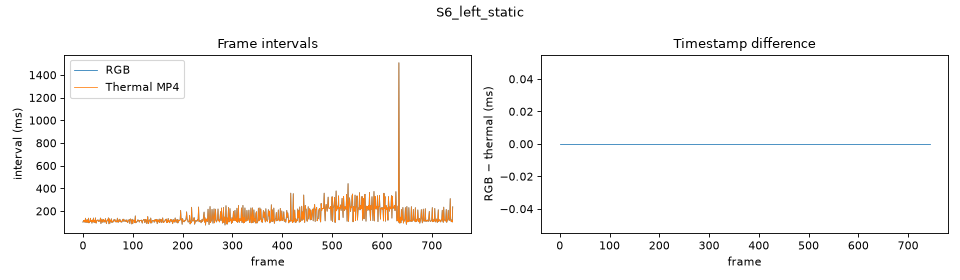 S6_left_static
Frame intervals
RGB
Thermal MP4
interval (ms)
1400
1200
1000
800
600
400
200
0 100 200 300 400 500 600 700
frame
Timestamp difference
RGB − thermal (ms)
0.04
0.02
0.00
−0.02
−0.04
0 100 200 300 400 500 600 700
frame